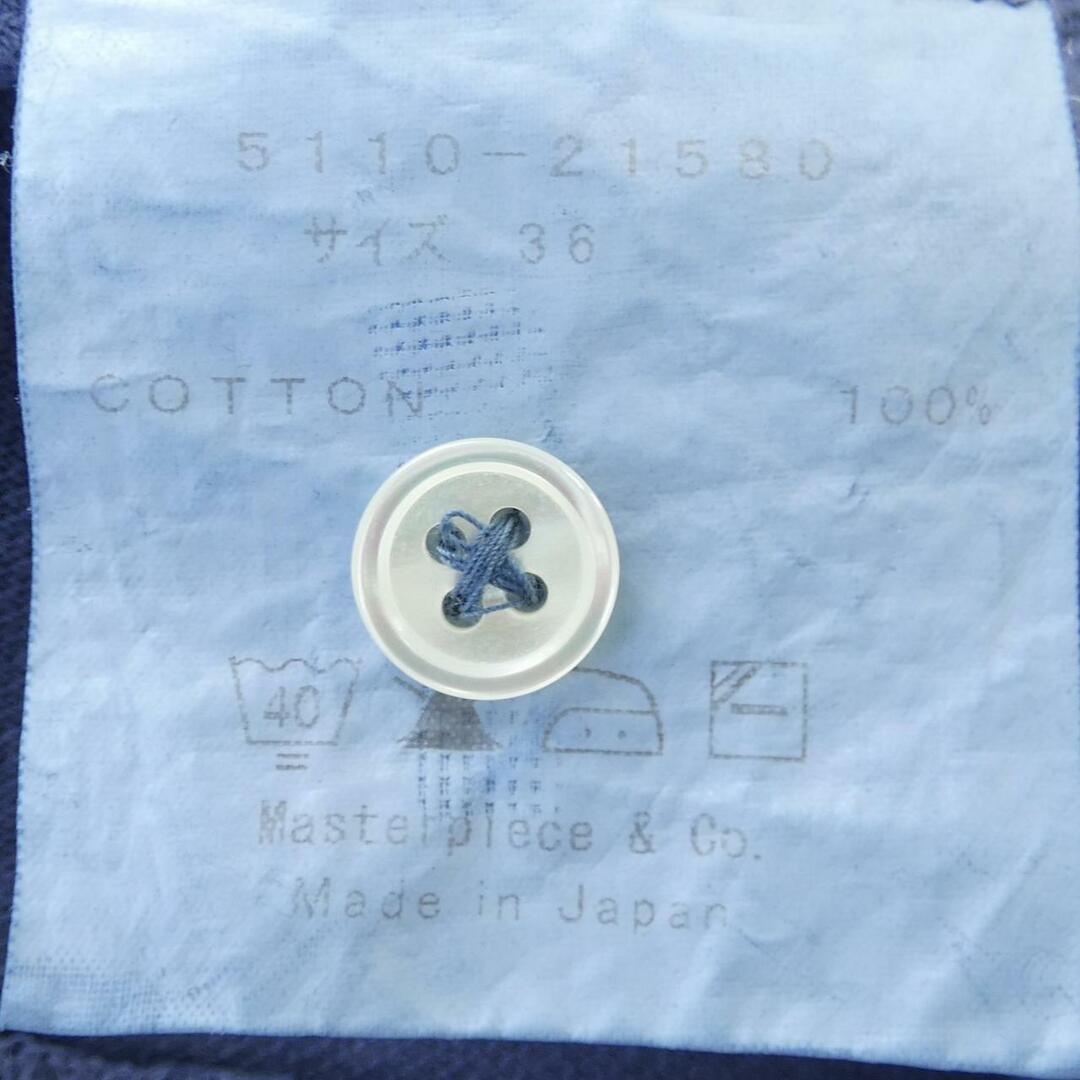 5110-21580
サイズ 36
COTTON 100%
40
Masterpiece & Co.
Made in Japan